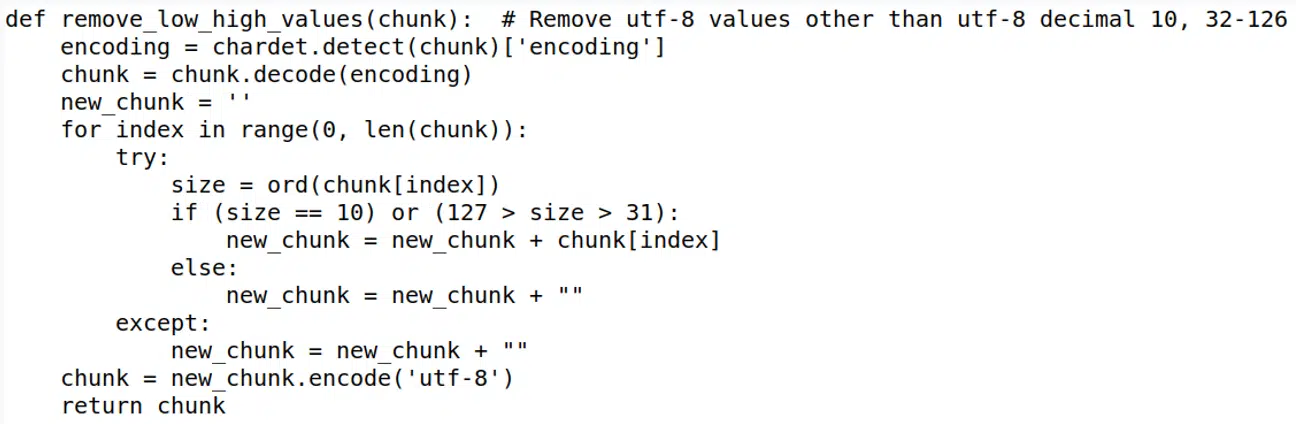 def remove_low_high_values(chunk):  # Remove utf-8 values other than utf-8 decimal 10, 32-126
    encoding = chardet.detect(chunk)['encoding']
    chunk = chunk.decode(encoding)
    new_chunk = ''
    for index in range(0, len(chunk)):
        try:
            size = ord(chunk[index])
            if (size == 10) or (127 > size > 31):
                new_chunk = new_chunk + chunk[index]
            else:
                new_chunk = new_chunk + ""
        except:
            new_chunk = new_chunk + ""
    chunk = new_chunk.encode('utf-8')
    return chunk